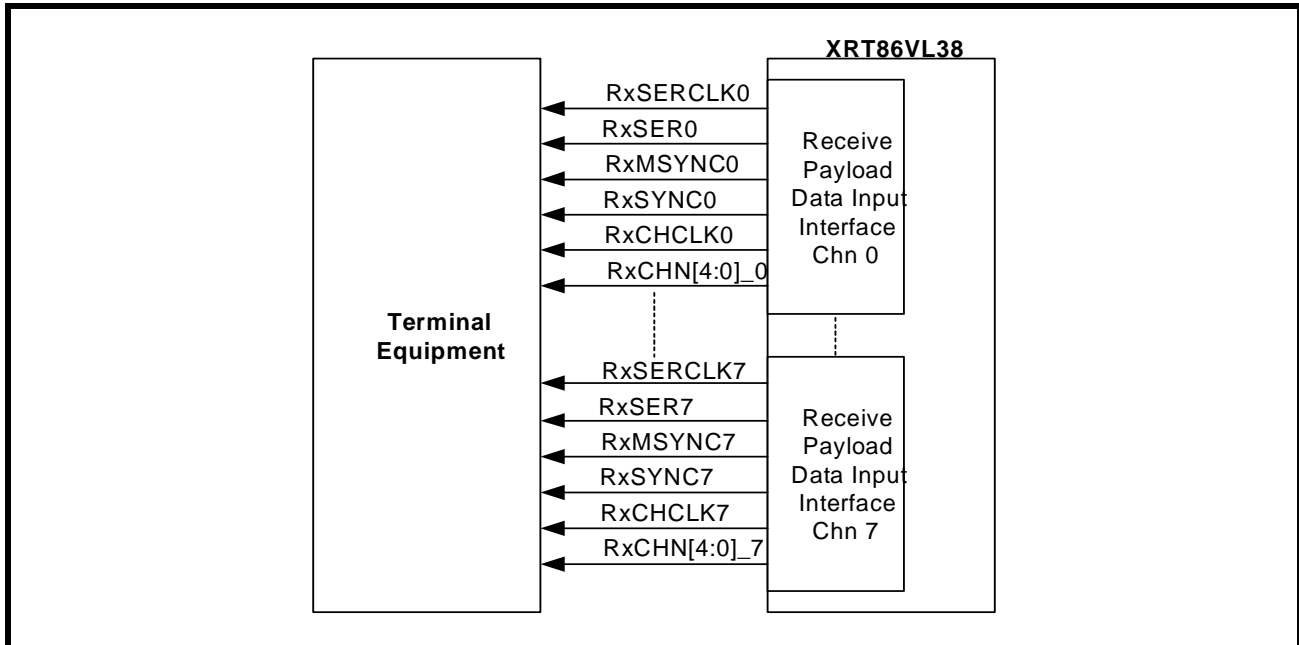 XRT86VL38
RxSERCLK0
RxSER0
RxMSYNC0
RxSYNC0
RxCHCLK0
RxCHN[4:0]_0
Receive
Payload
Data Input
Interface
Chn 0
Terminal
Equipment
RxSERCLK7
RxSER7
RxMSYNC7
RxSYNC7
RxCHCLK7
RxCHN[4:0]_7
Receive
Payload
Data Input
Interface
Chn 7